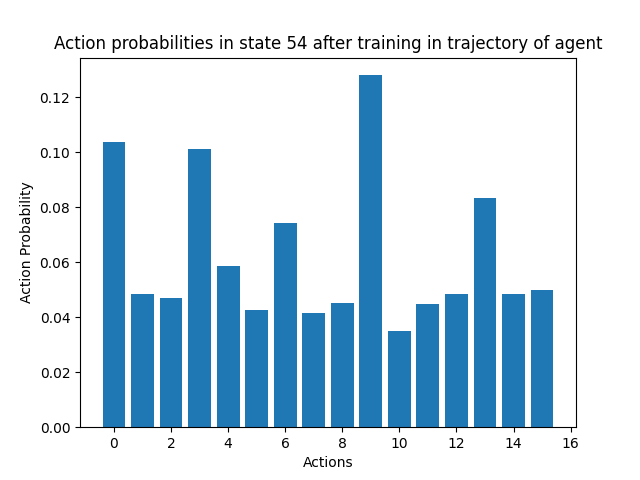 Action probabilities in state 54 after training in trajectory of agent
0.12
0.10
0.08
0.06
0.04
0.02
0.00
Action Probability
0 2 4 6 8 10 12 14 16
Actions